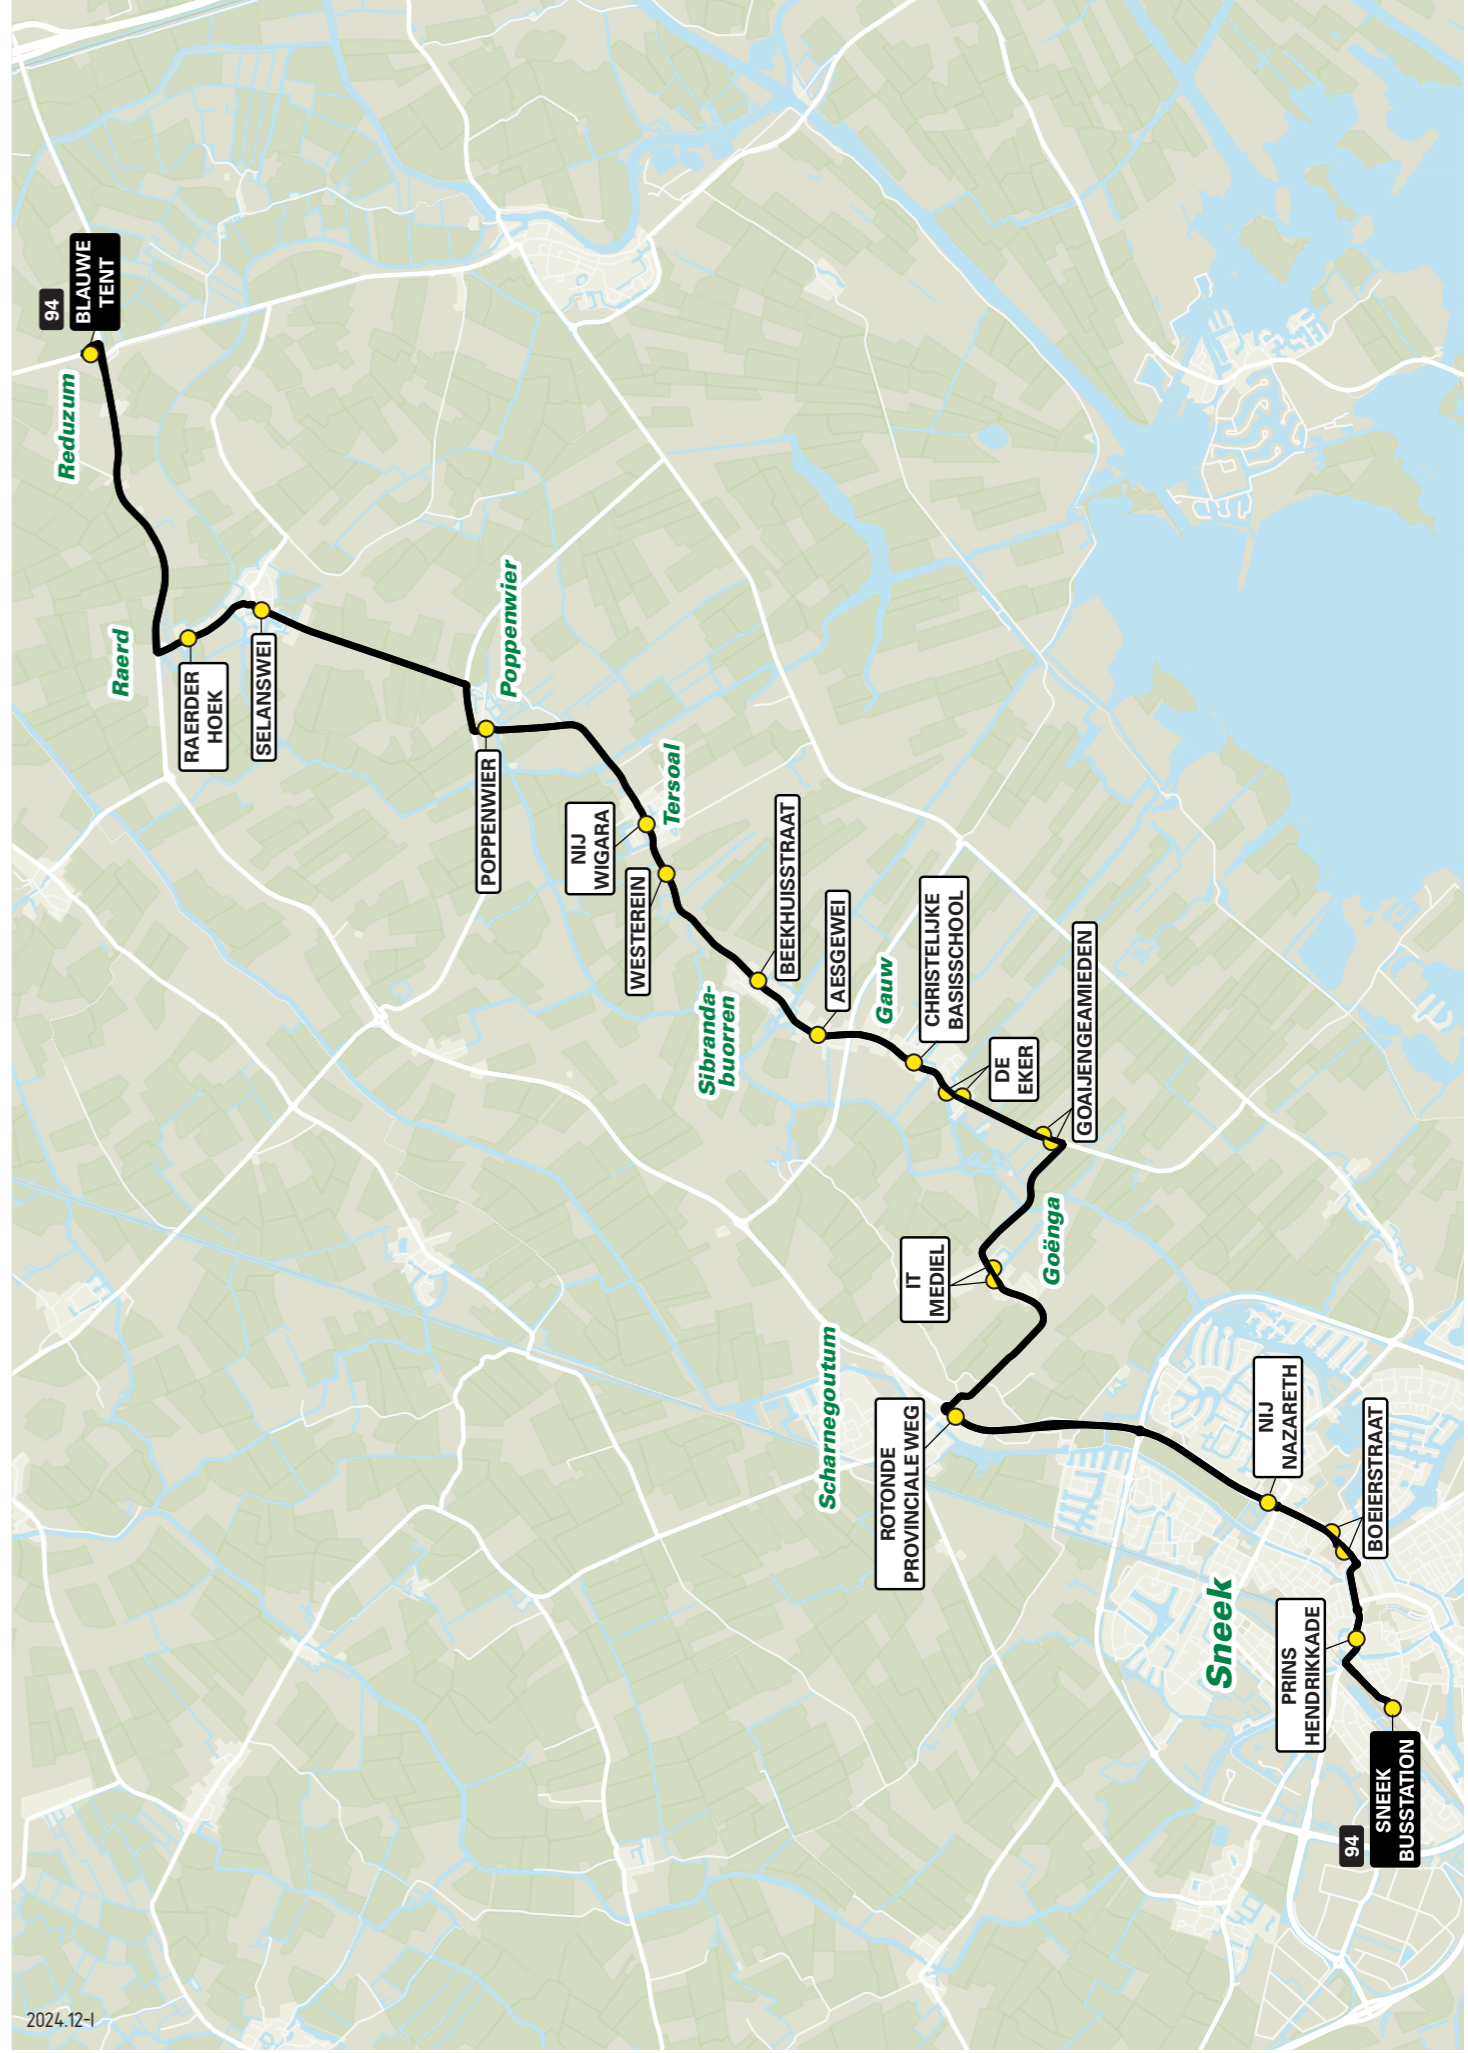 94
BLAUWE
TENT
Reduzum
Raerd
RAERDER
HOEK
SELANSWEI
Poppenwier
POPPENWIER
NIJ
WIGARA
Tersoal
WESTEREIN
BEEKHUISSTRAAT
Sibranda-
buorren
AESGEWEI
Gauw
CHRISTELIJKE
BASISSCHOOL
DE
EKER
GOAIJENGEAMIEDEN
Goënga
IT
MEDIEL
Scharnegoutum
ROTONDE
PROVINCIALE WEG
NIJ
NAZARETH
BOEIERSTRAAT
Sneek
PRINS
HENDRIKKADE
94
SNEEK
BUSSTATION
2024.12-I